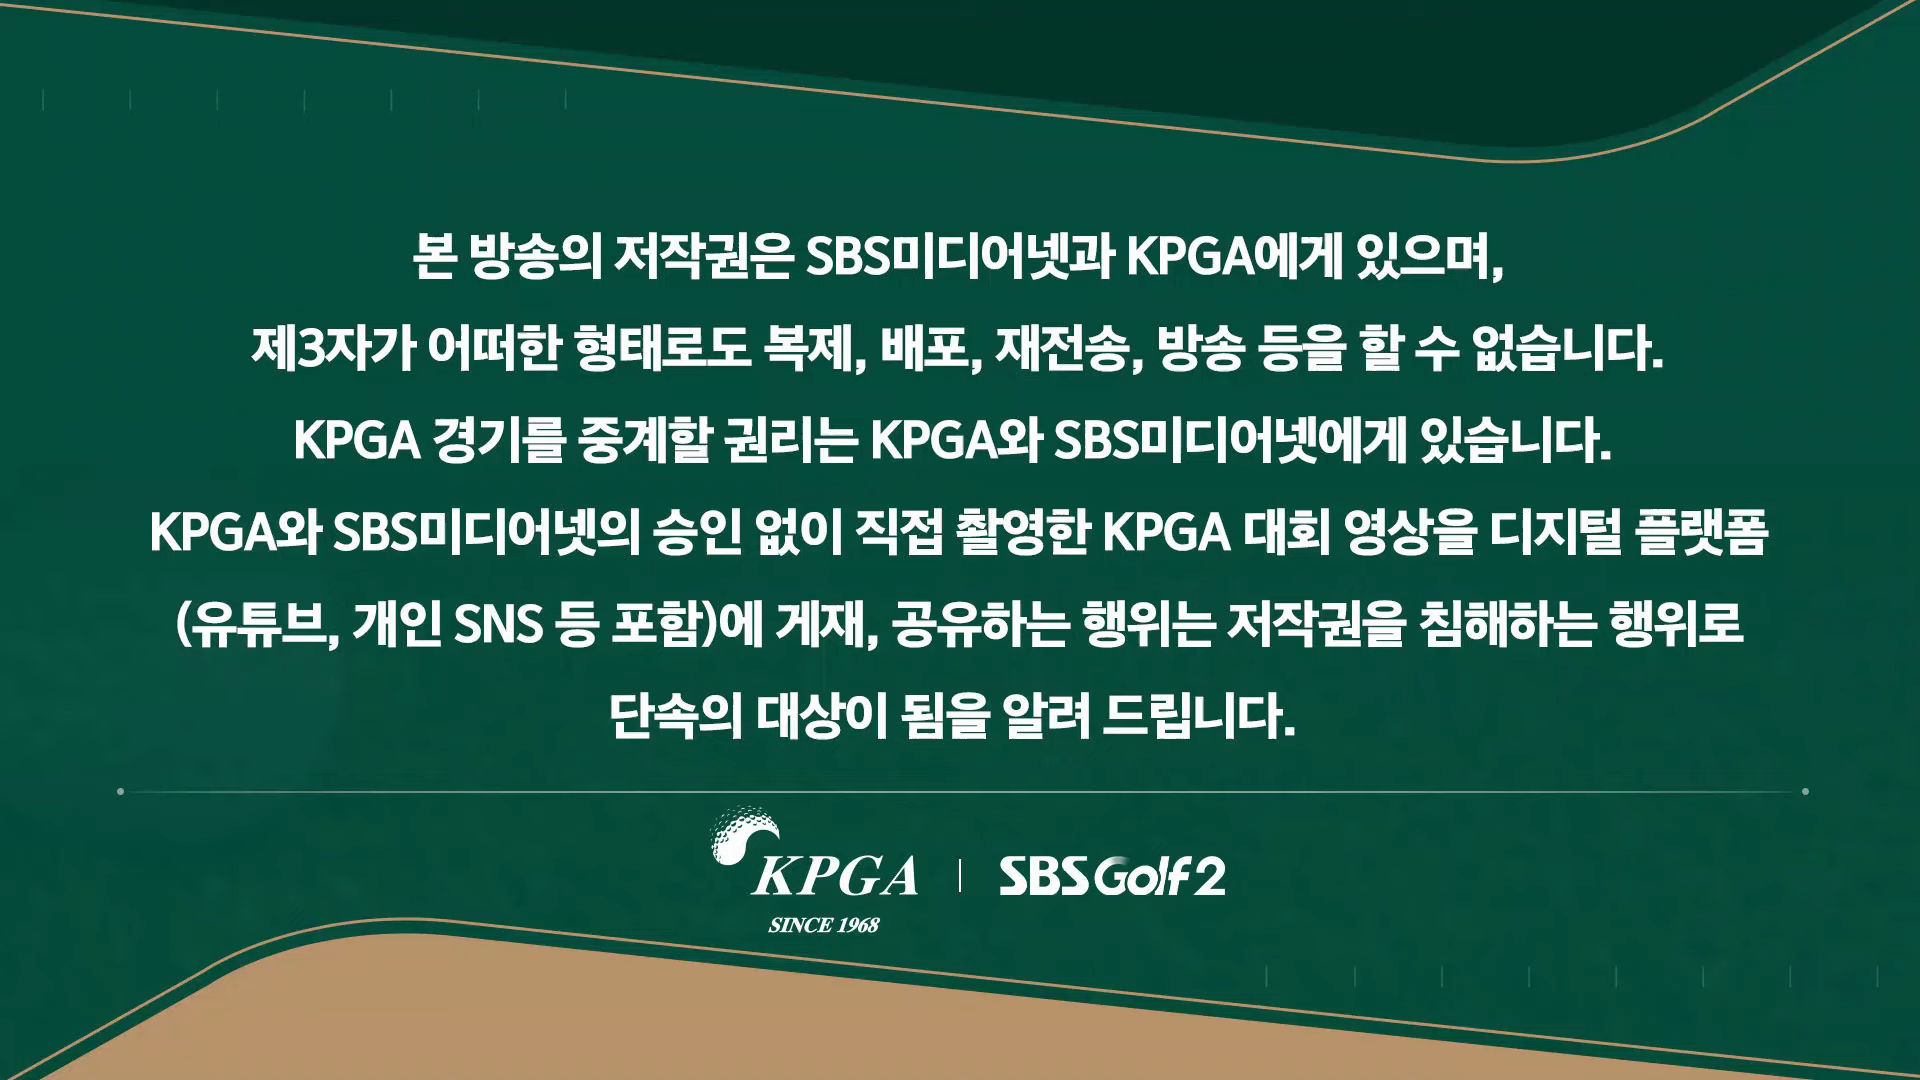 본 방송의 저작권은 SBS미디어넷과 KPGA에게 있으며,
제3자가 어떠한 형태로도 복제, 배포, 재전송, 방송 등을 할 수 없습니다.
KPGA 경기를 중계할 권리는 KPGA와 SBS미디어넷에게 있습니다.
KPGA와 SBS미디어넷의 승인 없이 직접 촬영한 KPGA 대회 영상을 디지털 플랫폼
(유튜브, 개인 SNS 등 포함)에 게재, 공유하는 행위는 저작권을 침해하는 행위로
단속의 대상이 됨을 알려 드립니다.
KPGA | SBS Golf 2
SINCE 1968